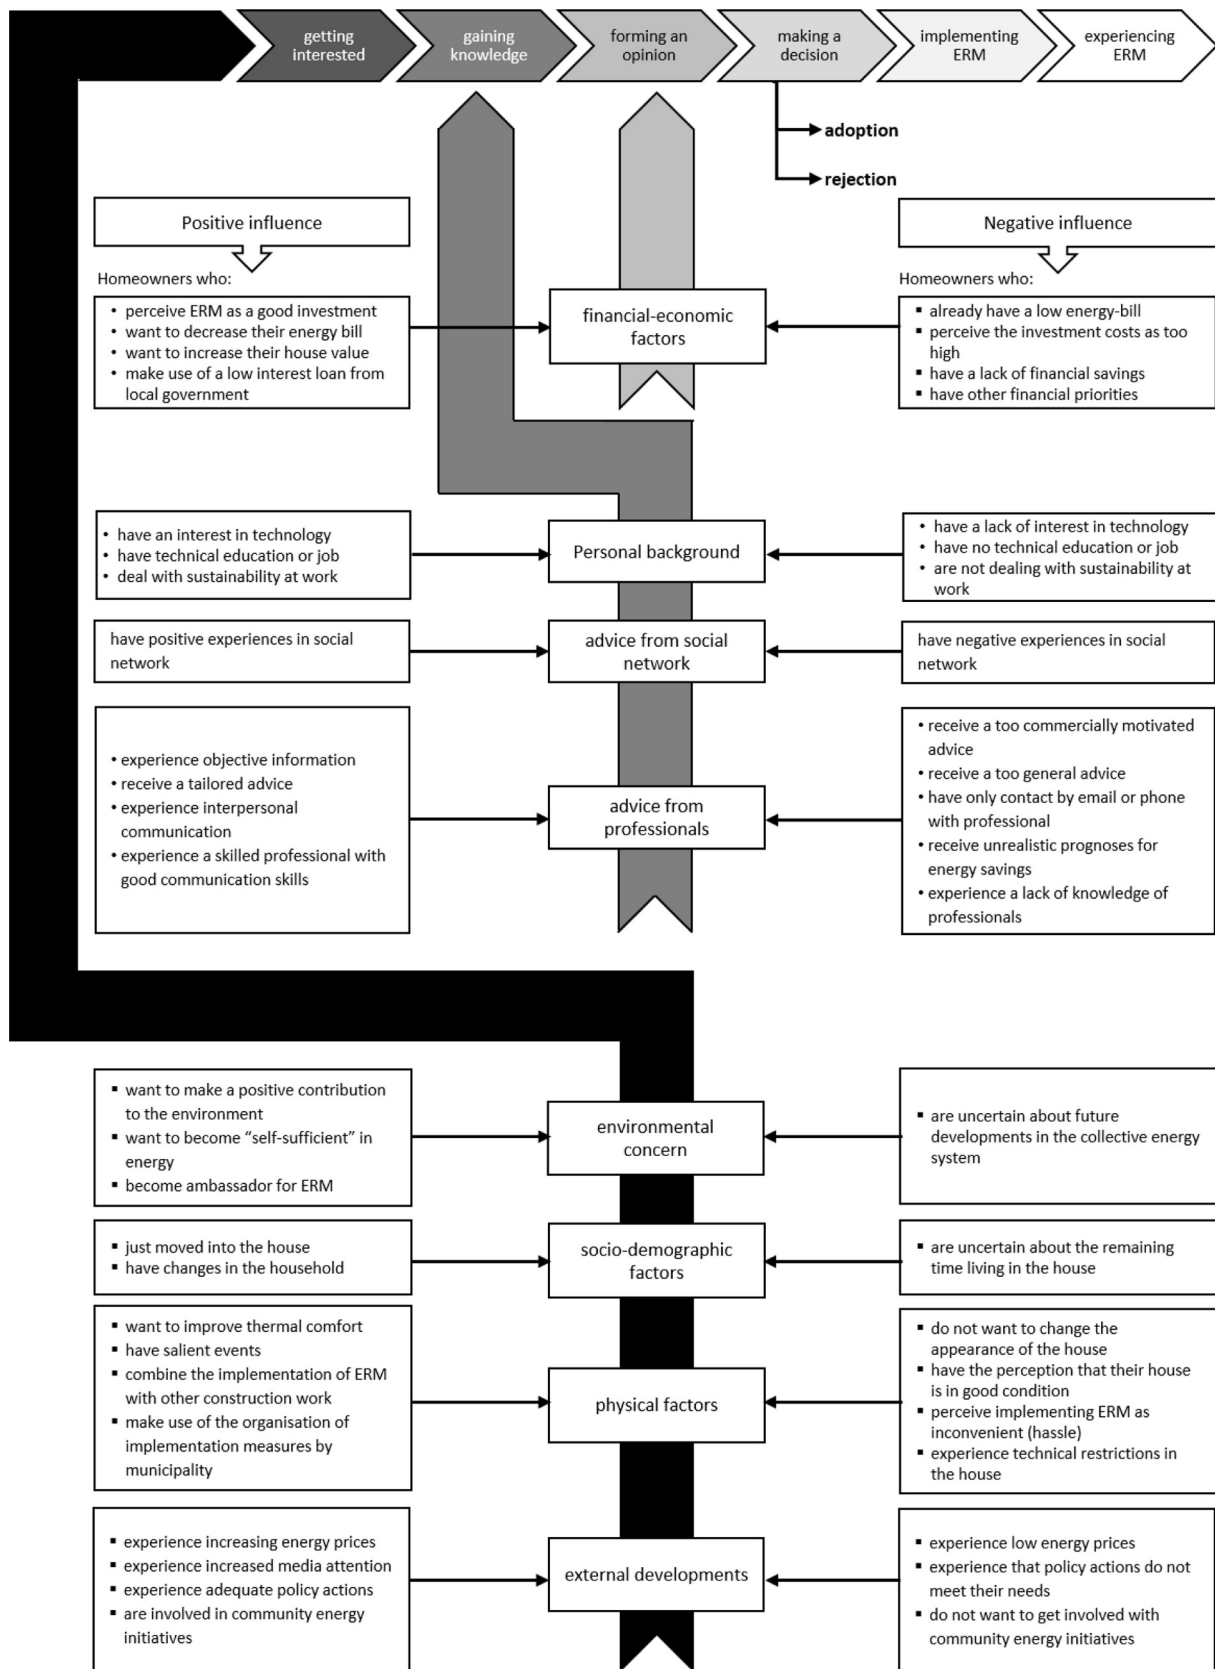 getting
interested
gaining
knowledge
forming an
opinion
making a
decision
implementing
ERM
experiencing
ERM
adoption
rejection
Positive influence
Negative influence
Homeowners who:
Homeowners who:
• perceive ERM as a good investment
• want to decrease their energy bill
• want to increase their house value
• make use of a low interest loan from
local government
financial-economic
factors
▪ already have a low energy-bill
▪ perceive the investment costs as too
high
▪ have a lack of financial savings
▪ have other financial priorities
• have an interest in technology
• have technical education or job
• deal with sustainability at work
Personal background
• have a lack of interest in technology
• have no technical education or job
• are not dealing with sustainability at
work
have positive experiences in social
network
advice from social
network
have negative experiences in social
network
• experience objective information
• receive a tailored advice
• experience interpersonal
communication
• experience a skilled professional with
good communication skills
advice from
professionals
• receive a too commercially motivated
advice
• receive a too general advice
• have only contact by email or phone
with professional
• receive unrealistic prognoses for
energy savings
• experience a lack of knowledge of
professionals
▪ want to make a positive contribution
to the environment
▪ want to become “self-sufficient” in
energy
▪ become ambassador for ERM
environmental
concern
▪ are uncertain about future
developments in the collective energy
system
▪ just moved into the house
▪ have changes in the household
socio-demographic
factors
▪ are uncertain about the remaining
time living in the house
▪ want to improve thermal comfort
▪ have salient events
▪ combine the implementation of ERM
with other construction work
▪ make use of the organisation of
implementation measures by
municipality
physical factors
▪ do not want to change the
appearance of the house
▪ have the perception that their house
is in good condition
▪ perceive implementing ERM as
inconvenient (hassle)
▪ experience technical restrictions in
the house
▪ experience increasing energy prices
▪ experience increased media attention
▪ experience adequate policy actions
▪ are involved in community energy
initiatives
external developments
▪ experience low energy prices
▪ experience that policy actions do not
meet their needs
▪ do not want to get involved with
community energy initiatives